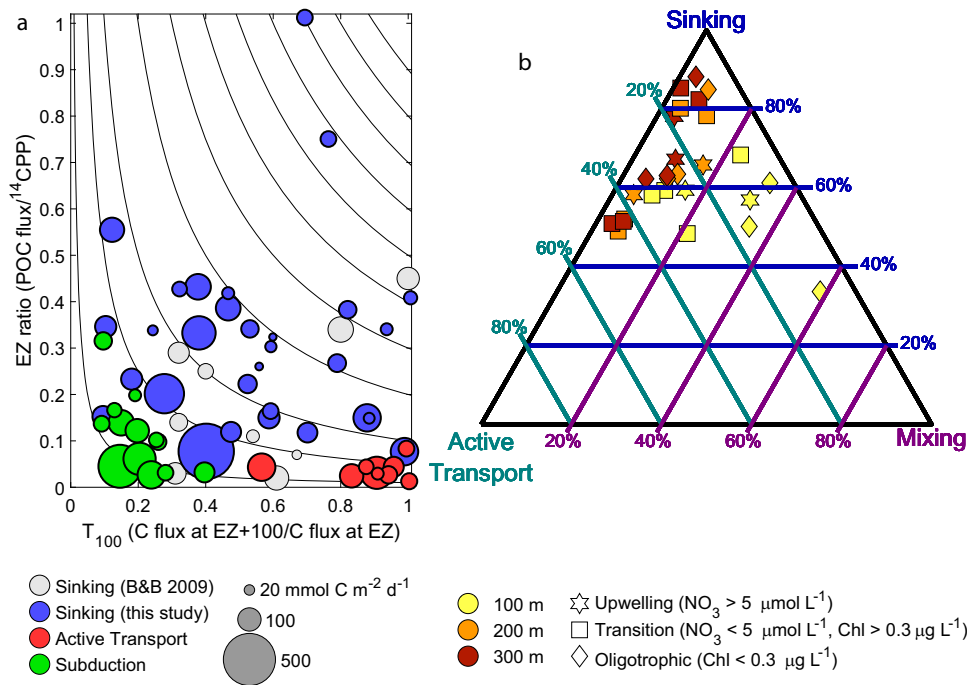 a
EZ ratio (POC flux/¹⁴CPP)
1
0.9
0.8
0.7
0.6
0.5
0.4
0.3
0.2
0.1
0
0
0.2
0.4
0.6
0.8
1
T₁₀₀ (C flux at EZ+100/C flux at EZ)
b
Sinking
20%
80%
40%
60%
60%
40%
80%
20%
Active
Transport
20%
40%
60%
80%
Mixing
Sinking (B&B 2009)
Sinking (this study)
Active Transport
Subduction
20 mmol C m⁻² d⁻¹
100
500
100 m
200 m
300 m
Upwelling (NO₃ > 5 μmol L⁻¹)
Transition (NO₃ < 5 μmol L⁻¹, Chl > 0.3 μg L⁻¹)
Oligotrophic (Chl < 0.3 μg L⁻¹)